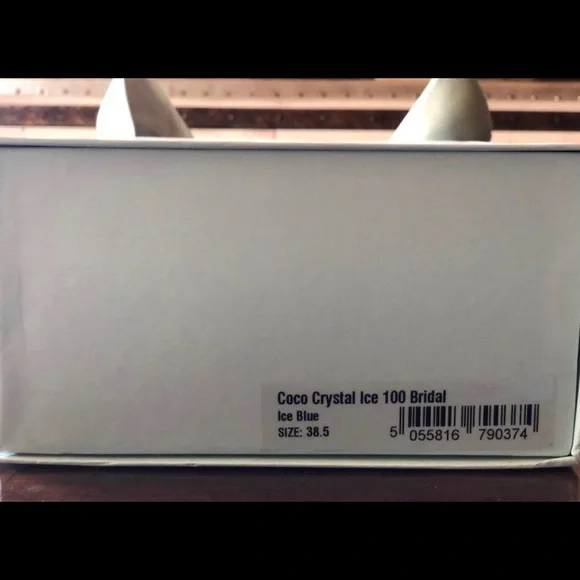 Coco Crystal Ice 100 Bridal
Ice Blue
SIZE: 38.5
5 055816 790374